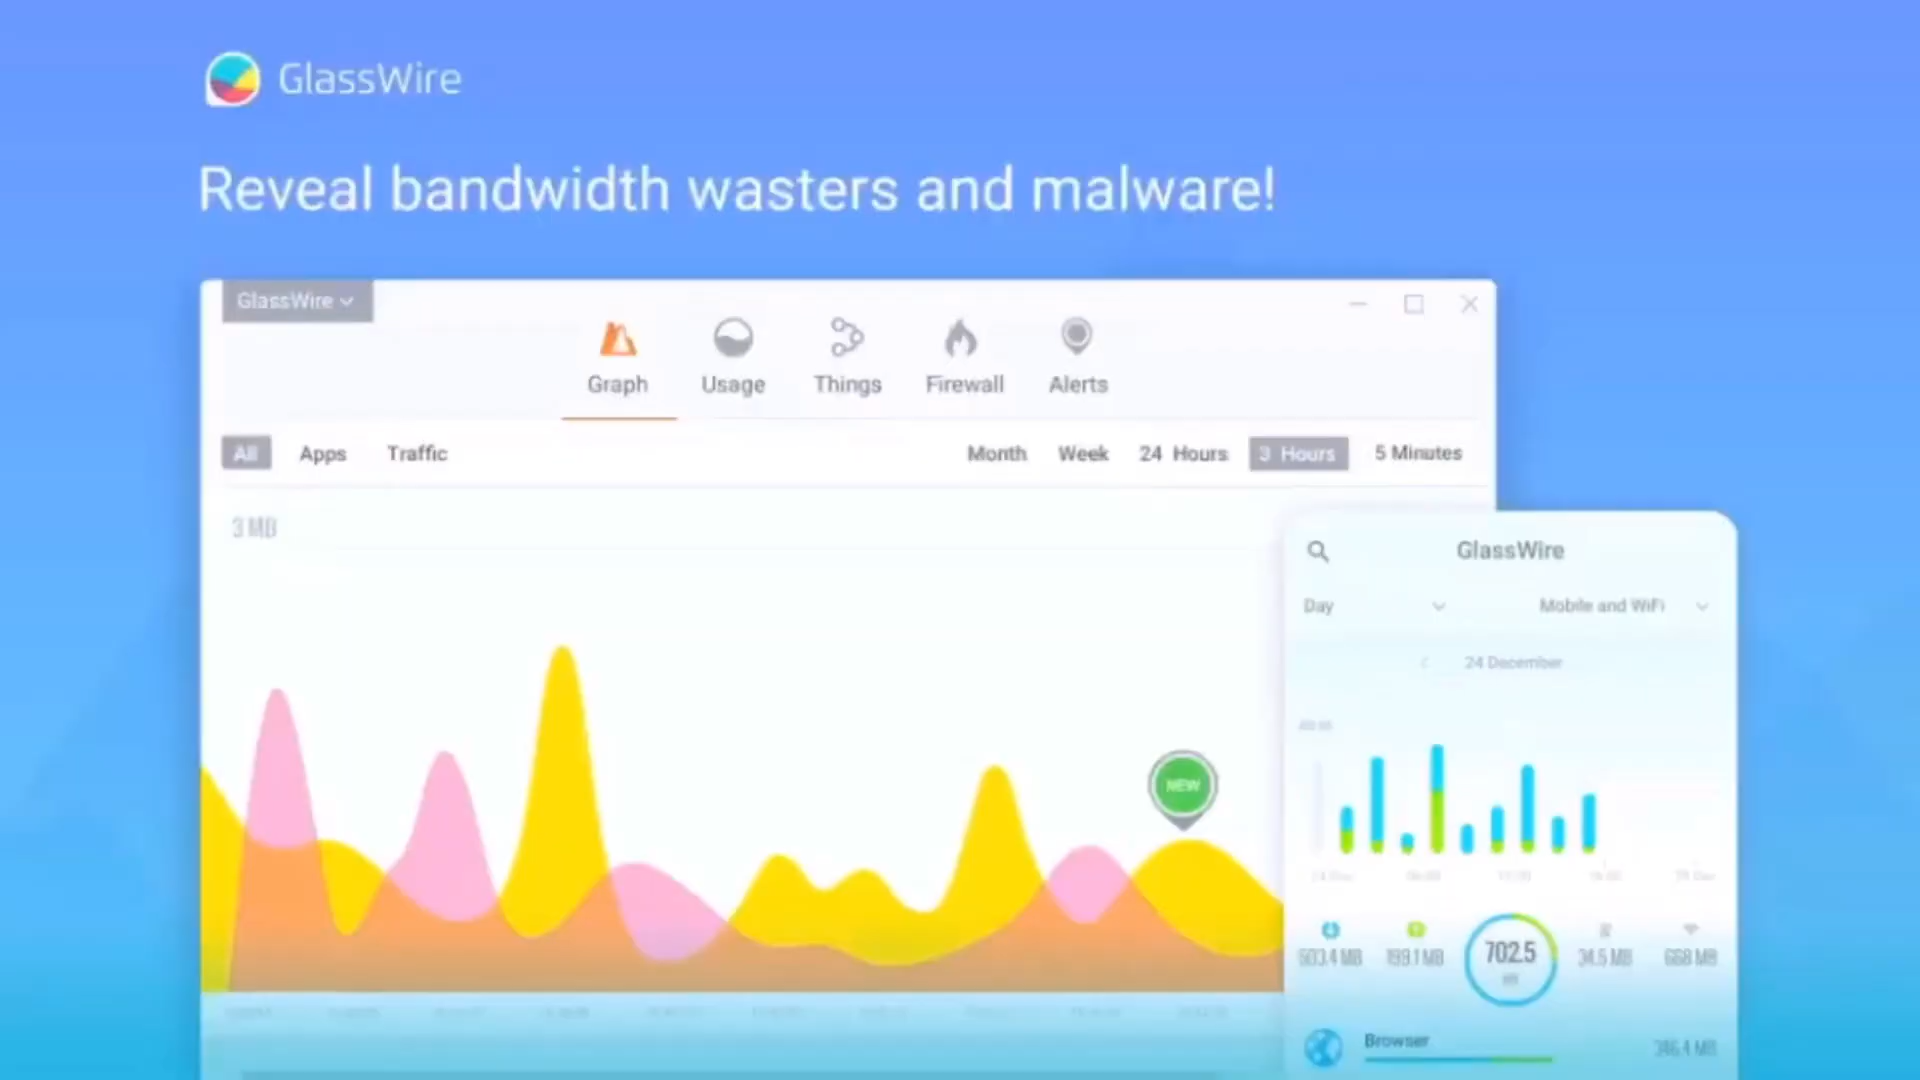 GlassWire
Reveal bandwidth wasters and malware!
GlassWire
Graph Usage Things Firewall Alerts
All Apps Traffic Month Week 24 Hours 3 Hours 5 Minutes
3 MB
NEW
GlassWire
Day Mobile and WiFi
24 December
199.1 MB 702.5 34.5 MB 668 MB
Browser 346.4 MB